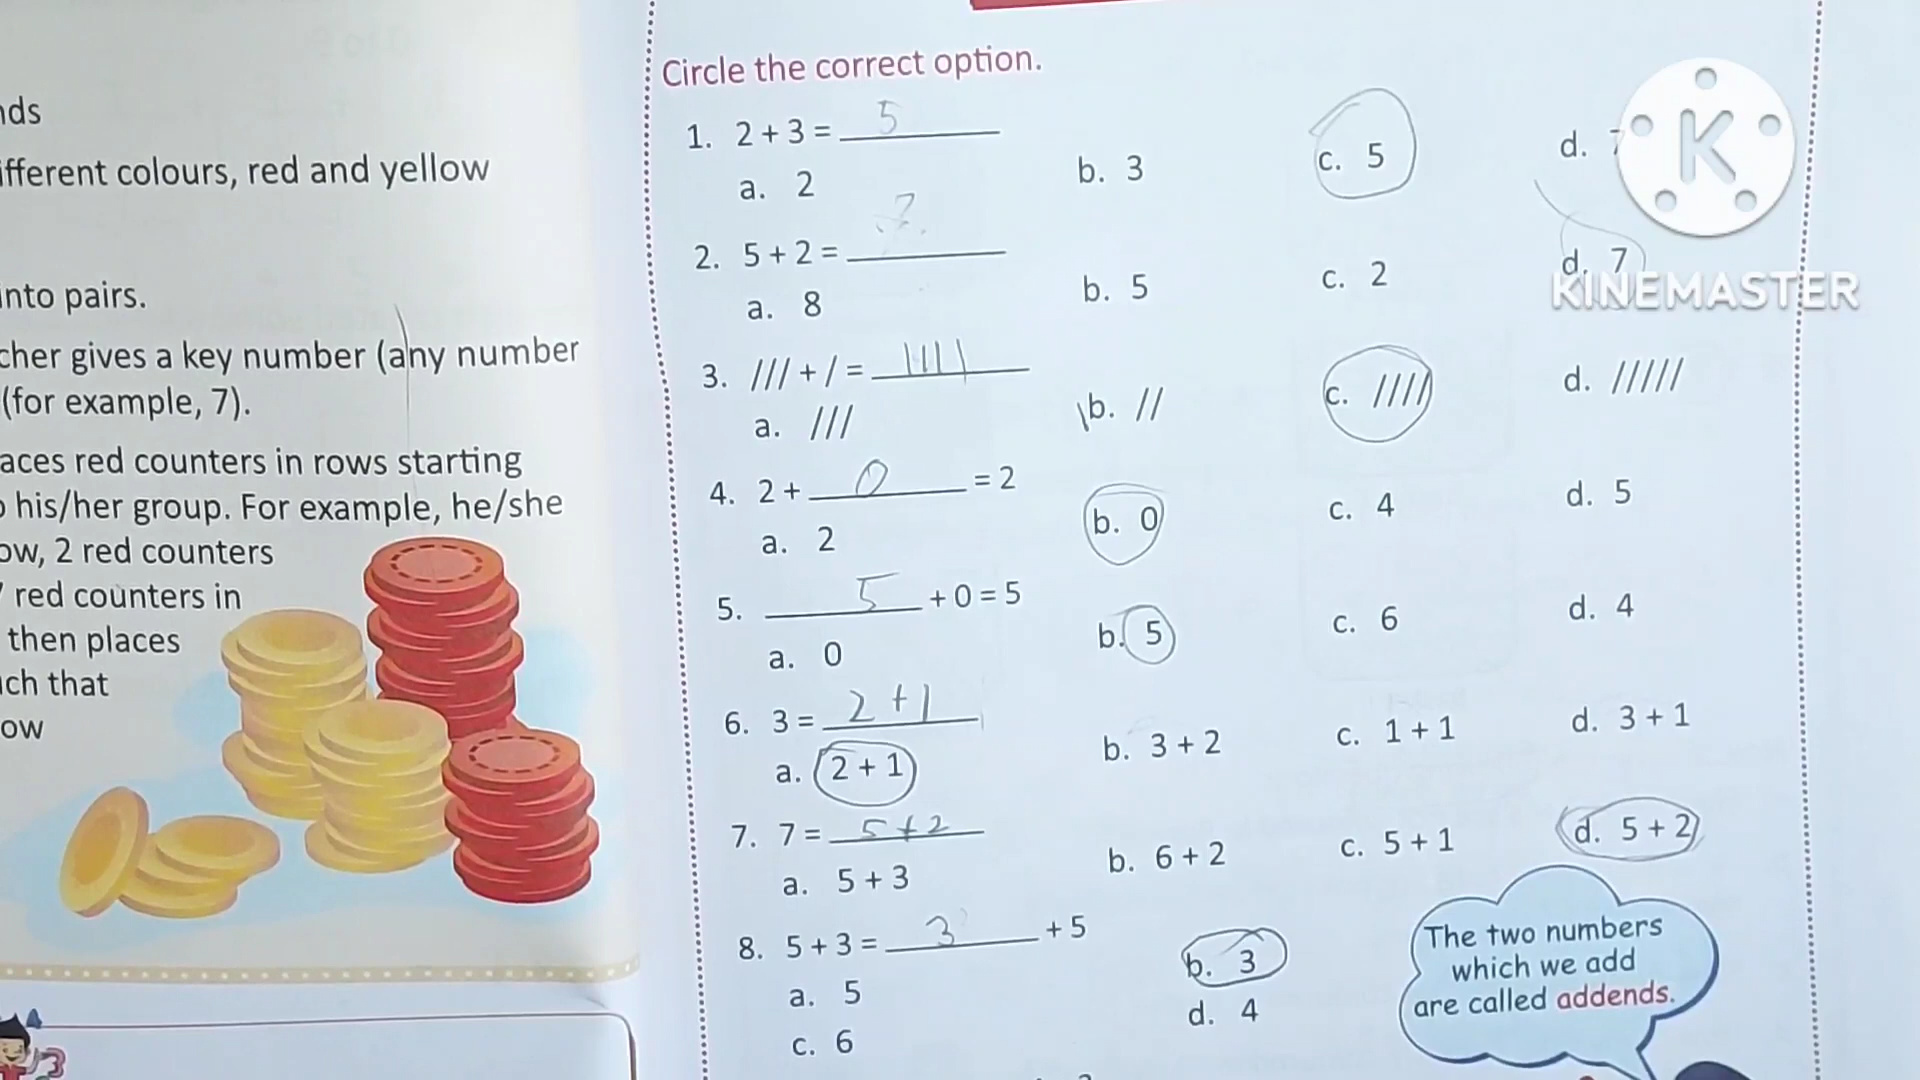 nds
ifferent colours, red and yellow
into pairs.
cher gives a key number (any number
(for example, 7).
aces red counters in rows starting
his/her group. For example, he/she
ow, 2 red counters
red counters in
then places
ch that
ow
Circle the correct option.
1. 2 + 3 = 5
a. 2 b. 3 c. 5 d. 7
2. 5 + 2 = 7
a. 8 b. 5 c. 2 d. 7
3. /// + / = ////
a. /// b. // c. //// d. /////
4. 2 + 0 = 2
a. 2 b. 0 c. 4 d. 5
5. 5 + 0 = 5
a. 0 b. 5 c. 6 d. 4
6. 3 = 2 + 1
a. 2 + 1 b. 3 + 2 c. 1 + 1 d. 3 + 1
7. 7 = 5 + 2
a. 5 + 3 b. 6 + 2 c. 5 + 1 d. 5 + 2
8. 5 + 3 = 3 + 5
a. 5 b. 3
c. 6 d. 4
The two numbers
which we add
are called addends.
K
KINEMASTER